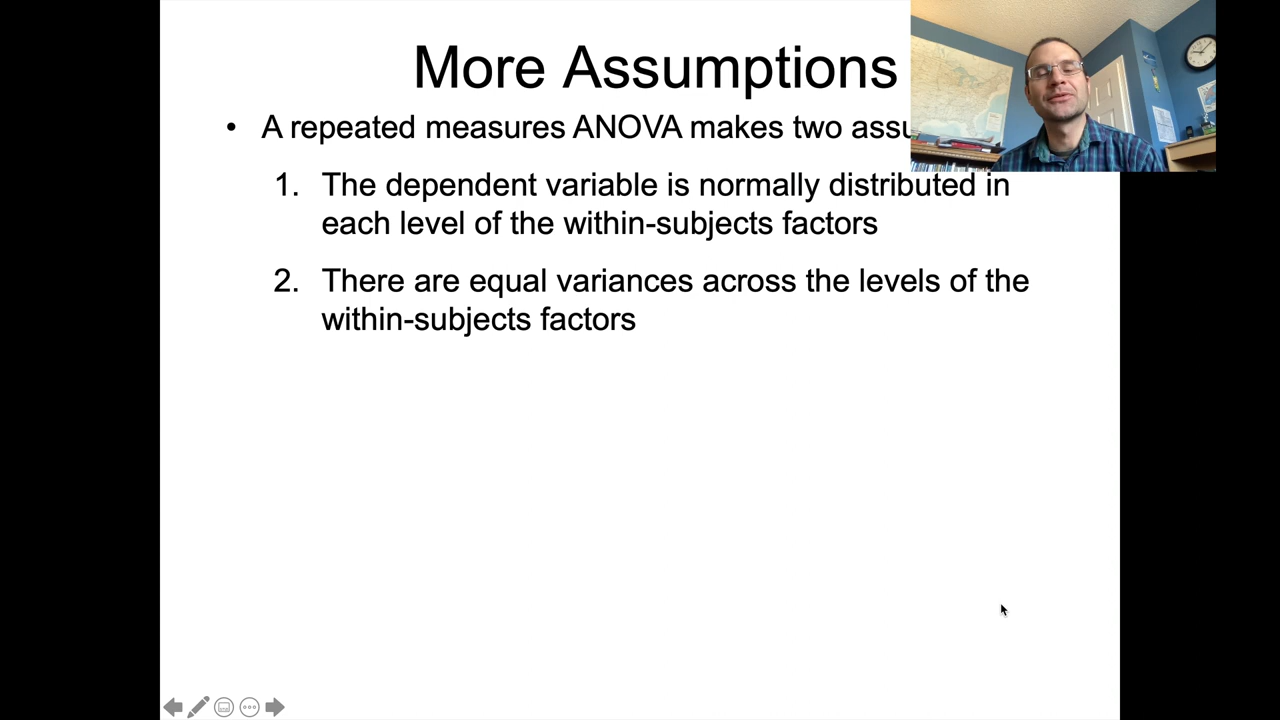 More Assumptions
• A repeated measures ANOVA makes two
1. The dependent variable is normally distributed in
each level of the within-subjects factors
2. There are equal variances across the levels of the
within-subjects factors